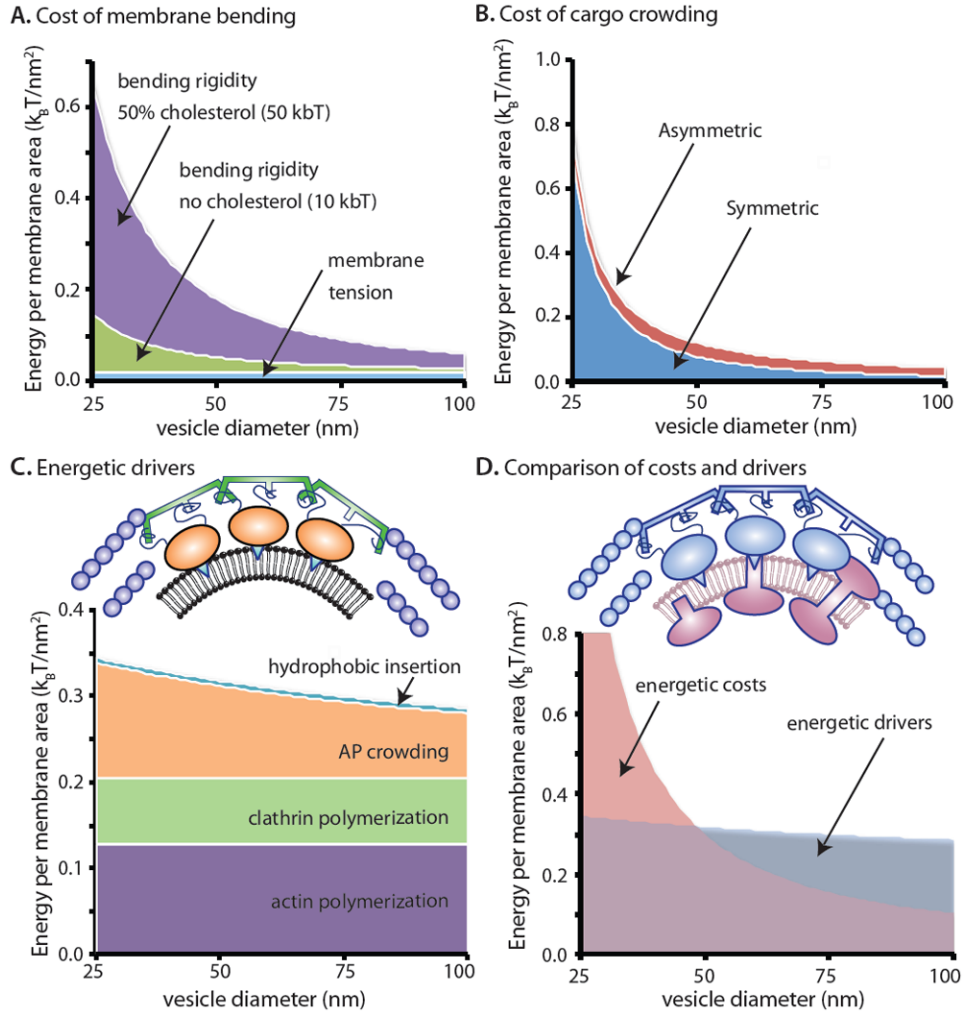 A. Cost of membrane bending
Energy per membrane area (kBT/nm²)
0.6
0.4
0.2
0.0
bending rigidity
50% cholesterol (50 kbT)
bending rigidity
no cholesterol (10 kbT)
membrane
tension
25
50
75
100
vesicle diameter (nm)
B. Cost of cargo crowding
Energy per membrane area (kBT/nm²)
1.0
0.8
0.6
0.4
0.2
0.0
Asymmetric
Symmetric
25
50
75
100
vesicle diameter (nm)
C. Energetic drivers
Energy per membrane area (kBT/nm²)
0.4
0.3
0.2
0.1
0.0
hydrophobic insertion
AP crowding
clathrin polymerization
actin polymerization
25
50
75
100
vesicle diameter (nm)
D. Comparison of costs and drivers
Energy per membrane area (kBT/nm²)
0.8
0.6
0.4
0.2
0.0
energetic costs
energetic drivers
25
50
75
100
vesicle diameter (nm)